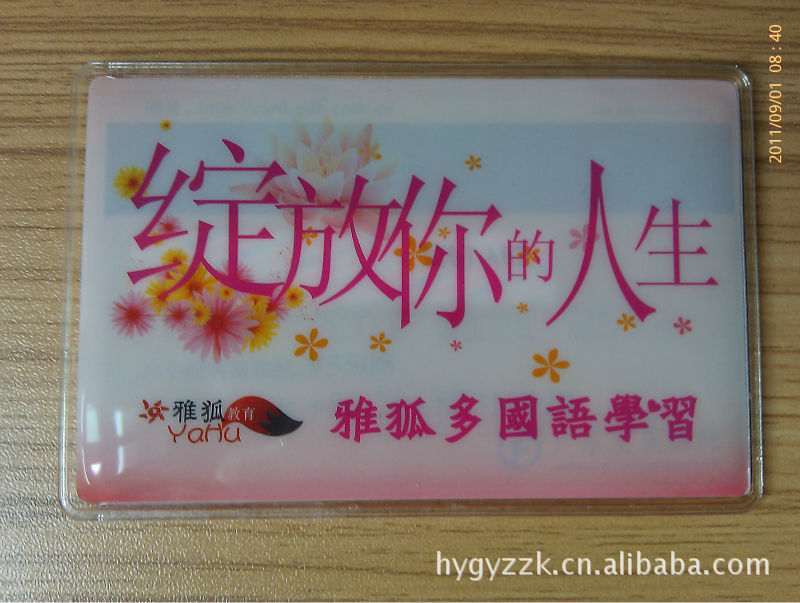 2011/09/01 08:40
绽放你的人生
雅狐教育
YaHu
雅狐多國語學習
hygyzzk.cn.alibaba.com